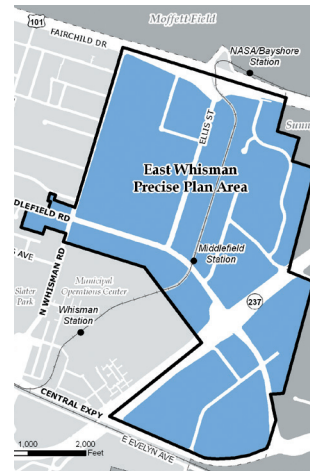 Moffett Field
101
FAIRCHILD DR
NASA/Bayshore
Station
Sunn
ELLIS ST
East Whisman
Precise Plan Area
DLEFIELD RD
AVE
N WHISMAN RD
Middlefield
Station
Slater
Park
Municipal
Operations Center
237
Whisman
Station
CENTRAL EXPY
E EVELYN AVE
1,000
2,000
Feet